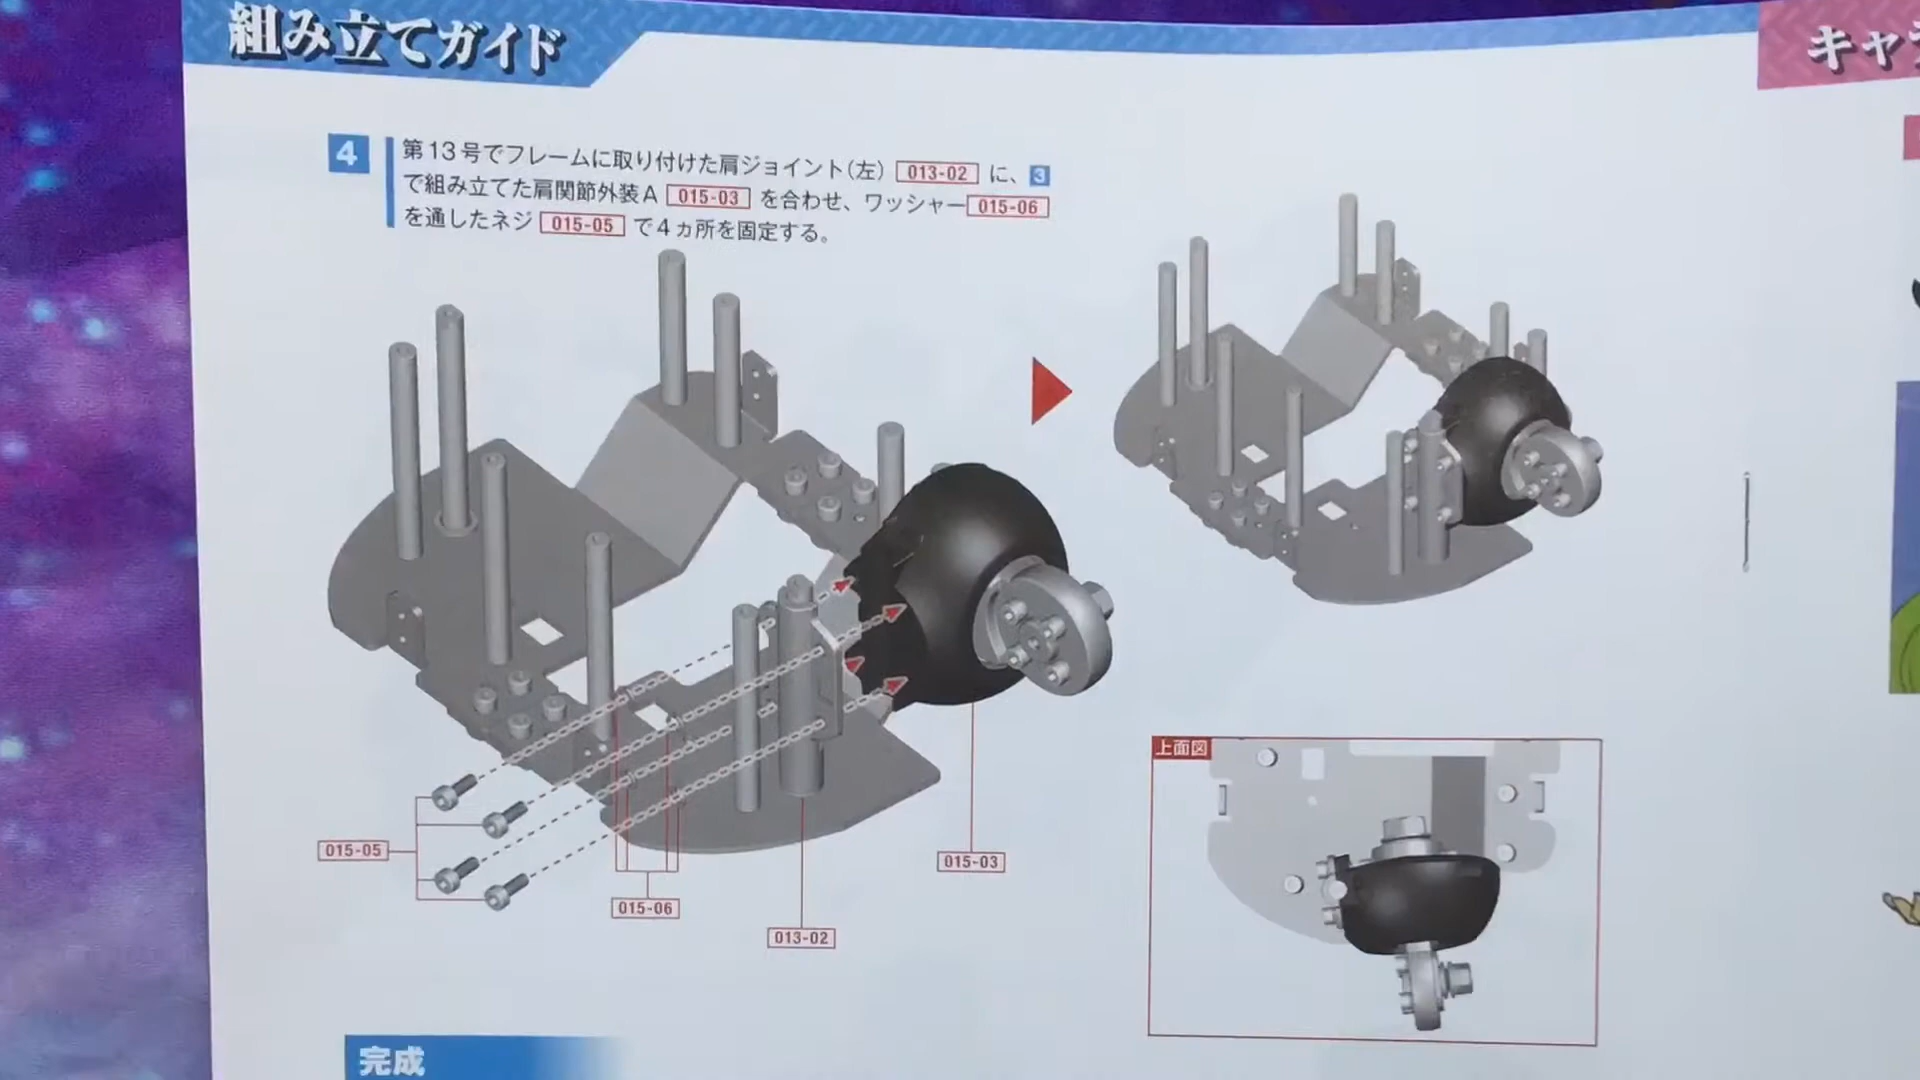 組み立てガイド
キャ
4
第13号でフレームに取り付けた肩ジョイント(左) 013-02 に、3
で組み立てた肩関節外装A 015-03 を合わせ、ワッシャー 015-06
を通したネジ 015-05 で4ヵ所を固定する。
015-05
015-06
013-02
015-03
上面図
完成